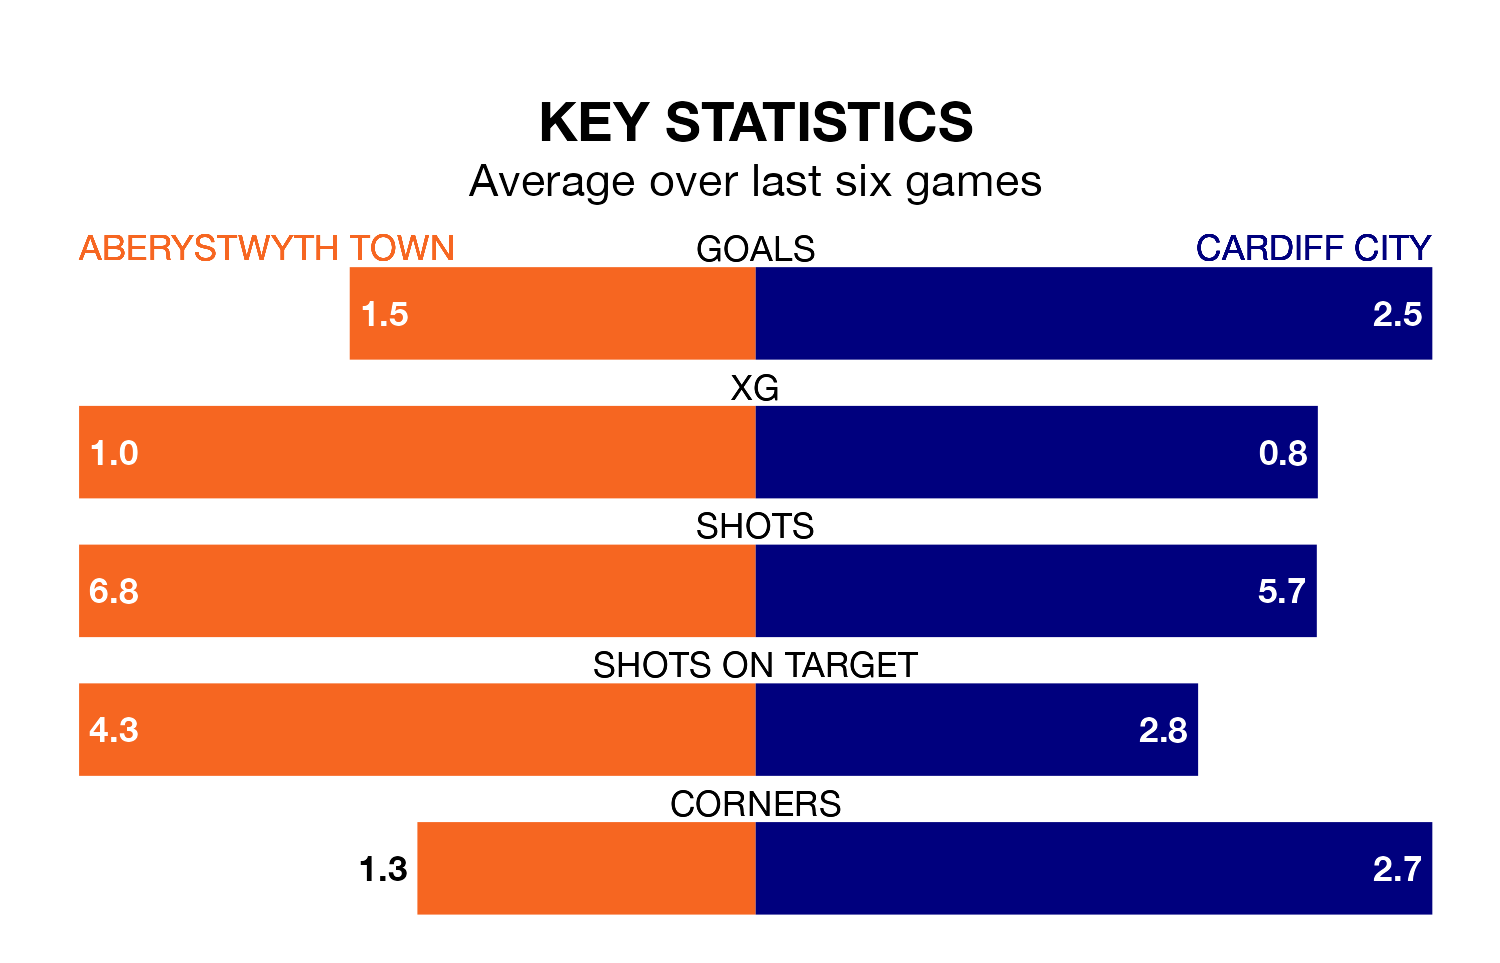 KEY STATISTICS
Average over last six games
ABERYSTWYTH TOWN GOALS CARDIFF CITY
1.5 2.5
XG
1.0 0.8
SHOTS
6.8 5.7
SHOTS ON TARGET
4.3 2.8
CORNERS
1.3 2.7